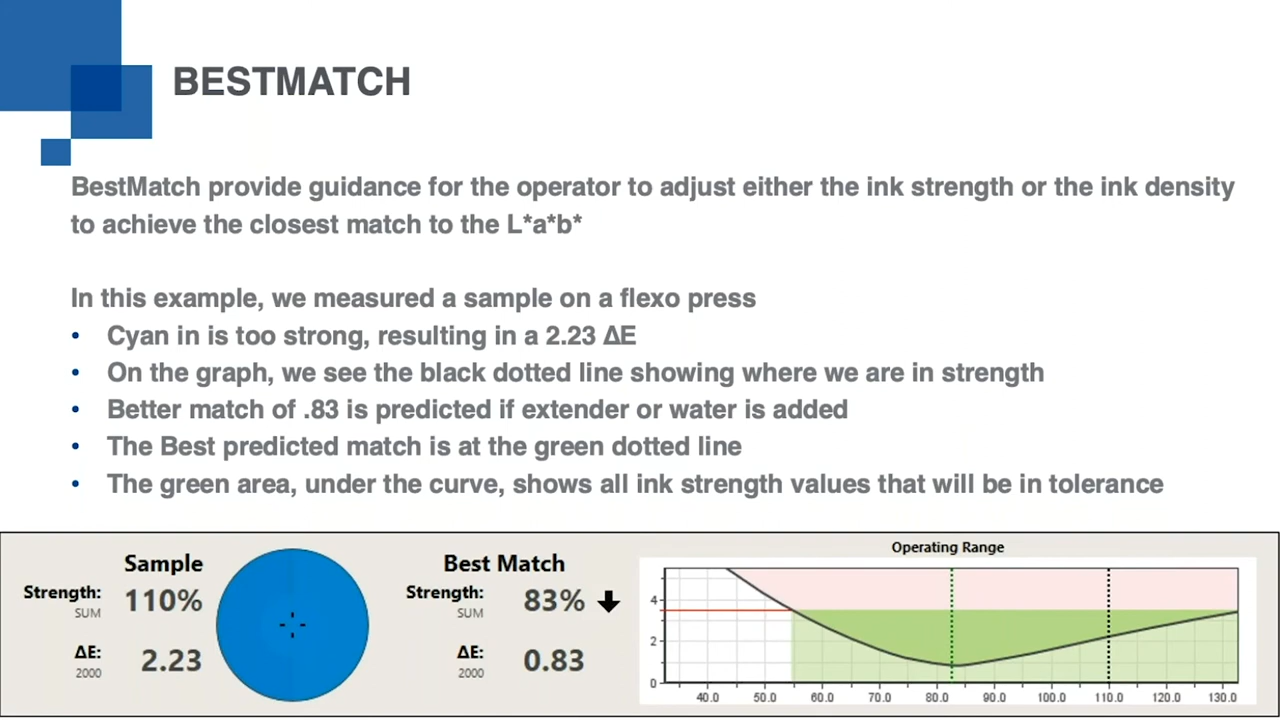 BESTMATCH
BestMatch provide guidance for the operator to adjust either the ink strength or the ink density
to achieve the closest match to the L*a*b*
In this example, we measured a sample on a flexo press
• Cyan in is too strong, resulting in a 2.23 ΔE
• On the graph, we see the black dotted line showing where we are in strength
• Better match of .83 is predicted if extender or water is added
• The Best predicted match is at the green dotted line
• The green area, under the curve, shows all ink strength values that will be in tolerance
Sample
Strength: 110%
SUM
ΔE: 2.23
2000
Best Match
Strength: 83%
SUM
ΔE: 0.83
2000
Operating Range
4
2
0
40.0 50.0 60.0 70.0 80.0 90.0 100.0 110.0 120.0 130.0